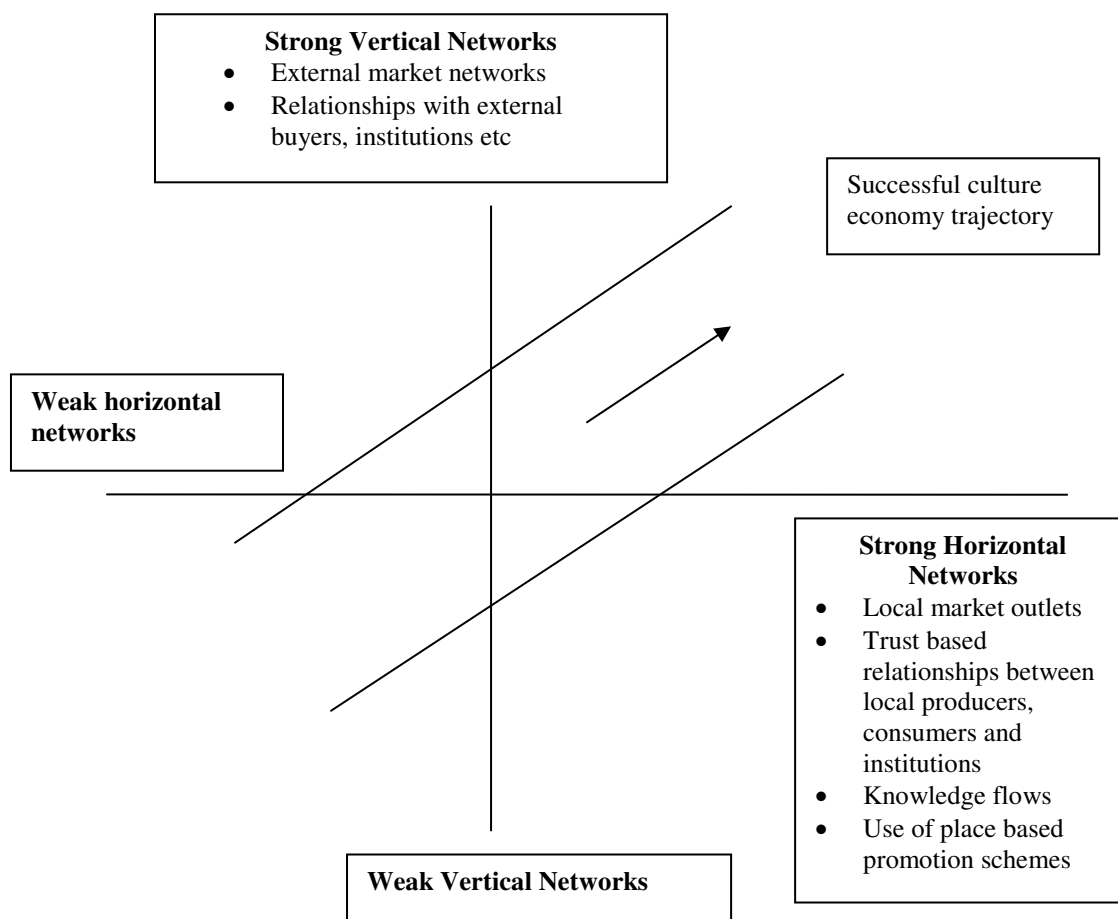 Strong Vertical Networks
• External market networks
• Relationships with external
buyers, institutions etc
Successful culture
economy trajectory
Weak horizontal
networks
Strong Horizontal
Networks
• Local market outlets
• Trust based
relationships between
local producers,
consumers and
institutions
• Knowledge flows
• Use of place based
promotion schemes
Weak Vertical Networks